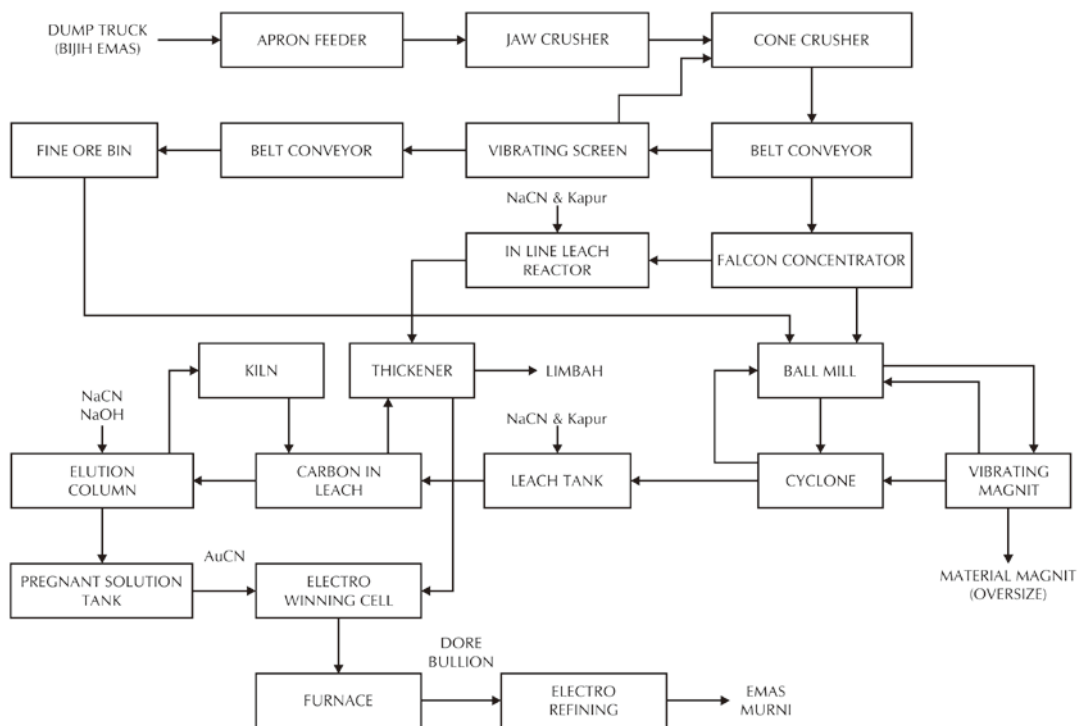 DUMP TRUCK
(BIJIH EMAS)
APRON FEEDER
JAW CRUSHER
CONE CRUSHER
FINE ORE BIN
BELT CONVEYOR
VIBRATING SCREEN
BELT CONVEYOR
NaCN & Kapur
IN LINE LEACH
REACTOR
FALCON CONCENTRATOR
KILN
THICKENER
LIMBAH
BALL MILL
NaCN
NaOH
NaCN & Kapur
ELUTION
COLUMN
CARBON IN
LEACH
LEACH TANK
CYCLONE
VIBRATING
MAGNIT
AuCN
PREGNANT SOLUTION
TANK
ELECTRO
WINNING CELL
MATERIAL MAGNIT
(OVERSIZE)
DORE
BULLION
FURNACE
ELECTRO
REFINING
EMAS
MURNI